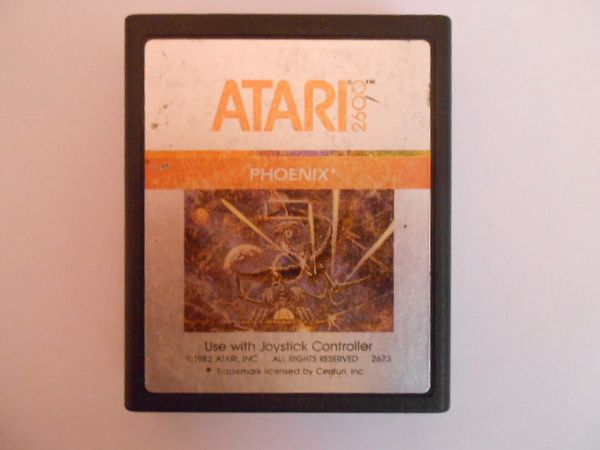 ATARI 2600™
PHOENIX*
Use with Joystick Controller
©1982 ATARI, INC. ALL RIGHTS RESERVED 2673
* Trademark licensed by Centuri, Inc.